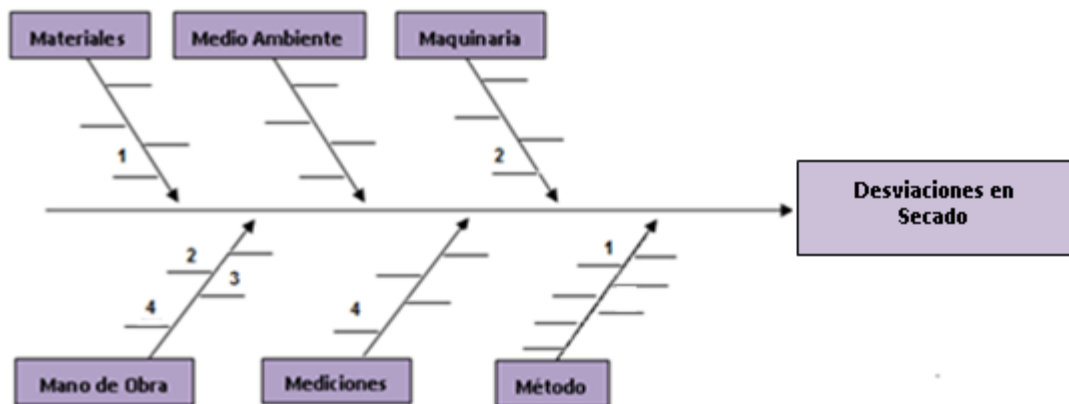 Materiales
Medio Ambiente
Maquinaria
1
2
Desviaciones en
Secado
2
3
4
4
1
Mano de Obra
Mediciones
Método